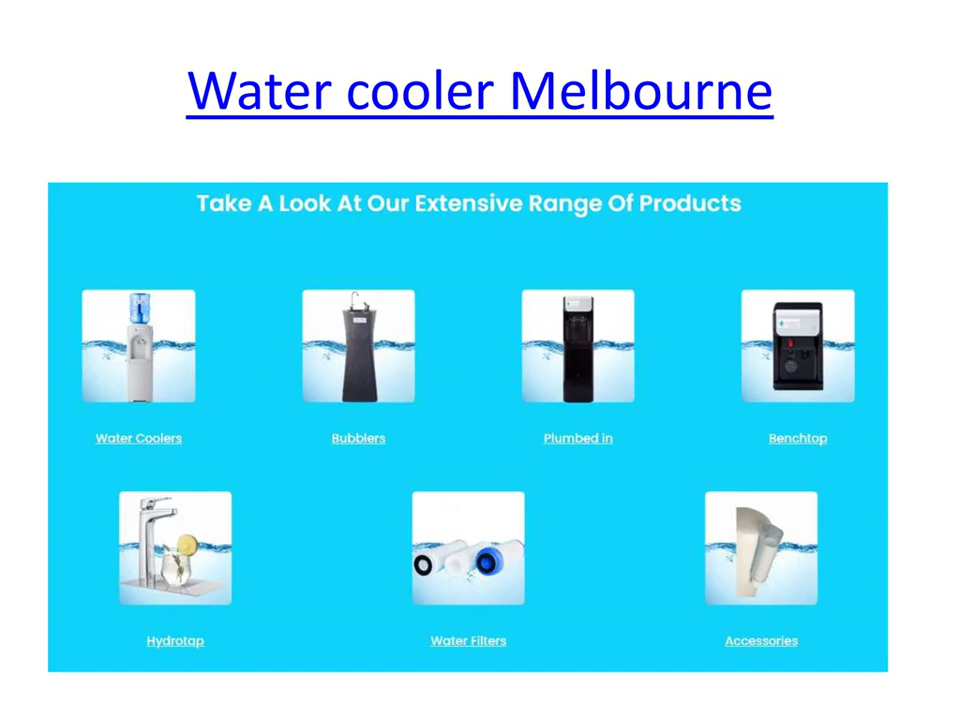 Water cooler Melbourne
Take A Look At Our Extensive Range Of Products
Water Coolers
Bubblers
Plumbed in
Benchtop
Hydrotap
Water Filters
Accessories